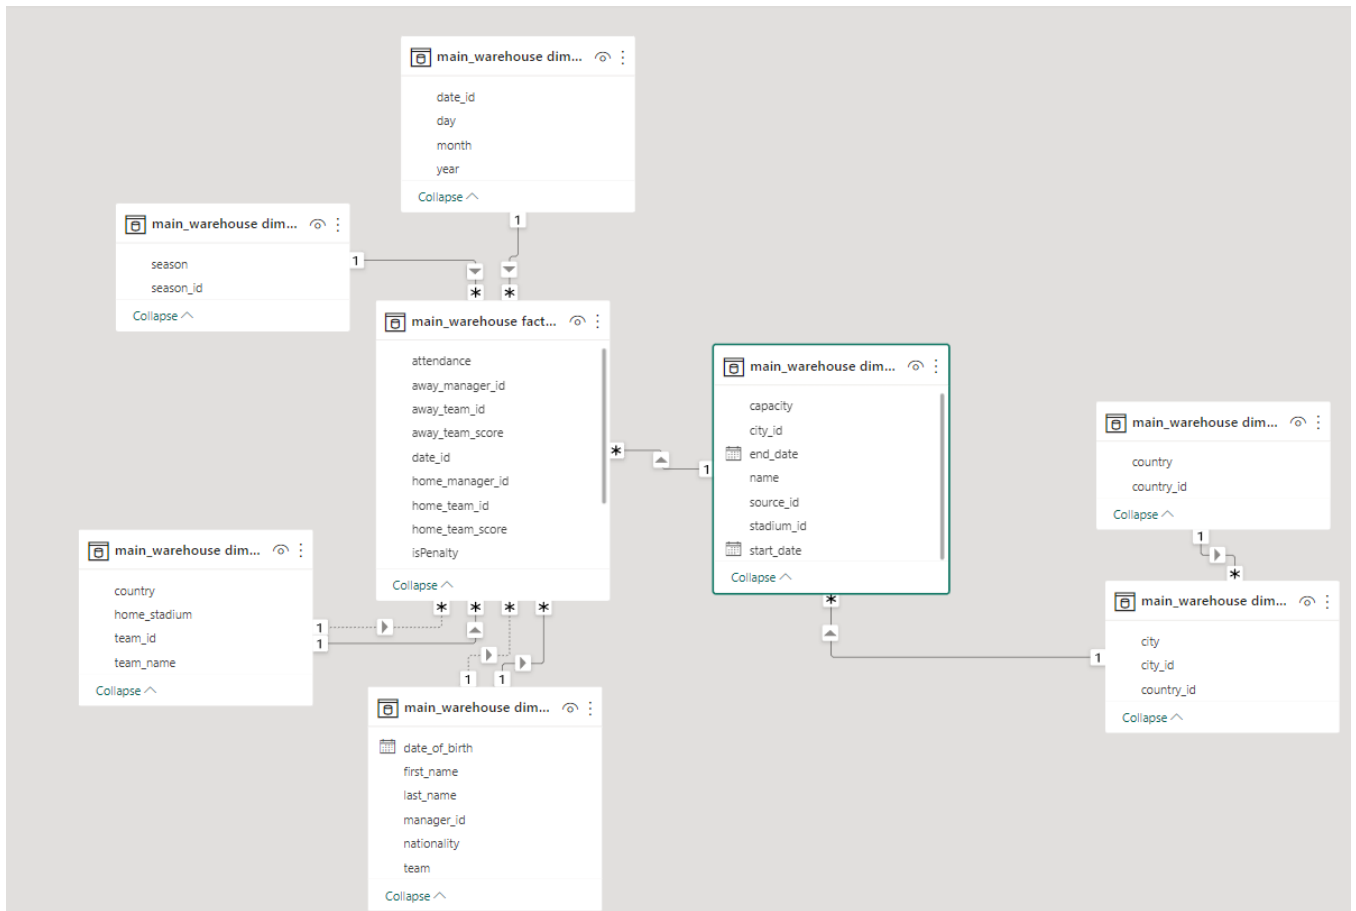 main_warehouse dim...
date_id
day
month
year
Collapse
1
main_warehouse dim...
season
season_id
Collapse
1
*
*
main_warehouse fact...
attendance
away_manager_id
away_team_id
away_team_score
date_id
home_manager_id
home_team_id
home_team_score
isPenalty
Collapse
*
1
main_warehouse dim...
capacity
city_id
end_date
name
source_id
stadium_id
start_date
Collapse
*
1
main_warehouse dim...
country
country_id
Collapse
1
*
main_warehouse dim...
city
city_id
country_id
Collapse
main_warehouse dim...
country
home_stadium
team_id
team_name
Collapse
1
1
*
*
*
*
1
1
main_warehouse dim...
date_of_birth
first_name
last_name
manager_id
nationality
team
Collapse